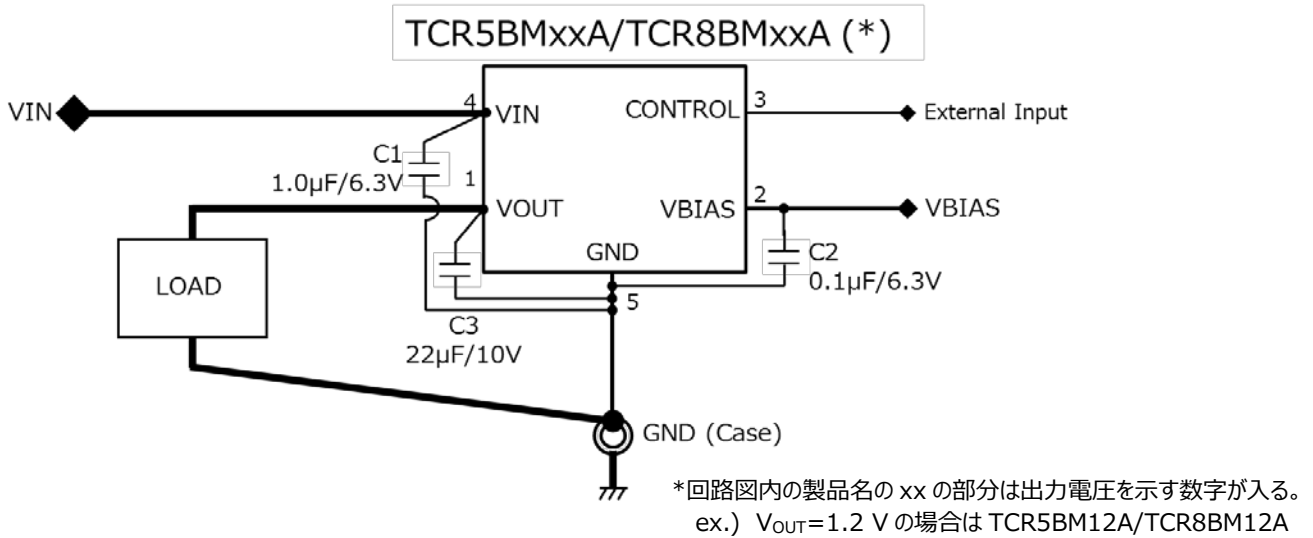 TCR5BMxxA/TCR8BMxxA (*)
VIN
4
VIN
CONTROL
3
External Input
C1
1.0µF/6.3V
1
VOUT
VBIAS
2
VBIAS
GND
C2
0.1µF/6.3V
LOAD
5
C3
22µF/10V
GND (Case)
*回路図内の製品名の xx の部分は出力電圧を示す数字が入る。
ex.) VOUT=1.2 V の場合は TCR5BM12A/TCR8BM12A